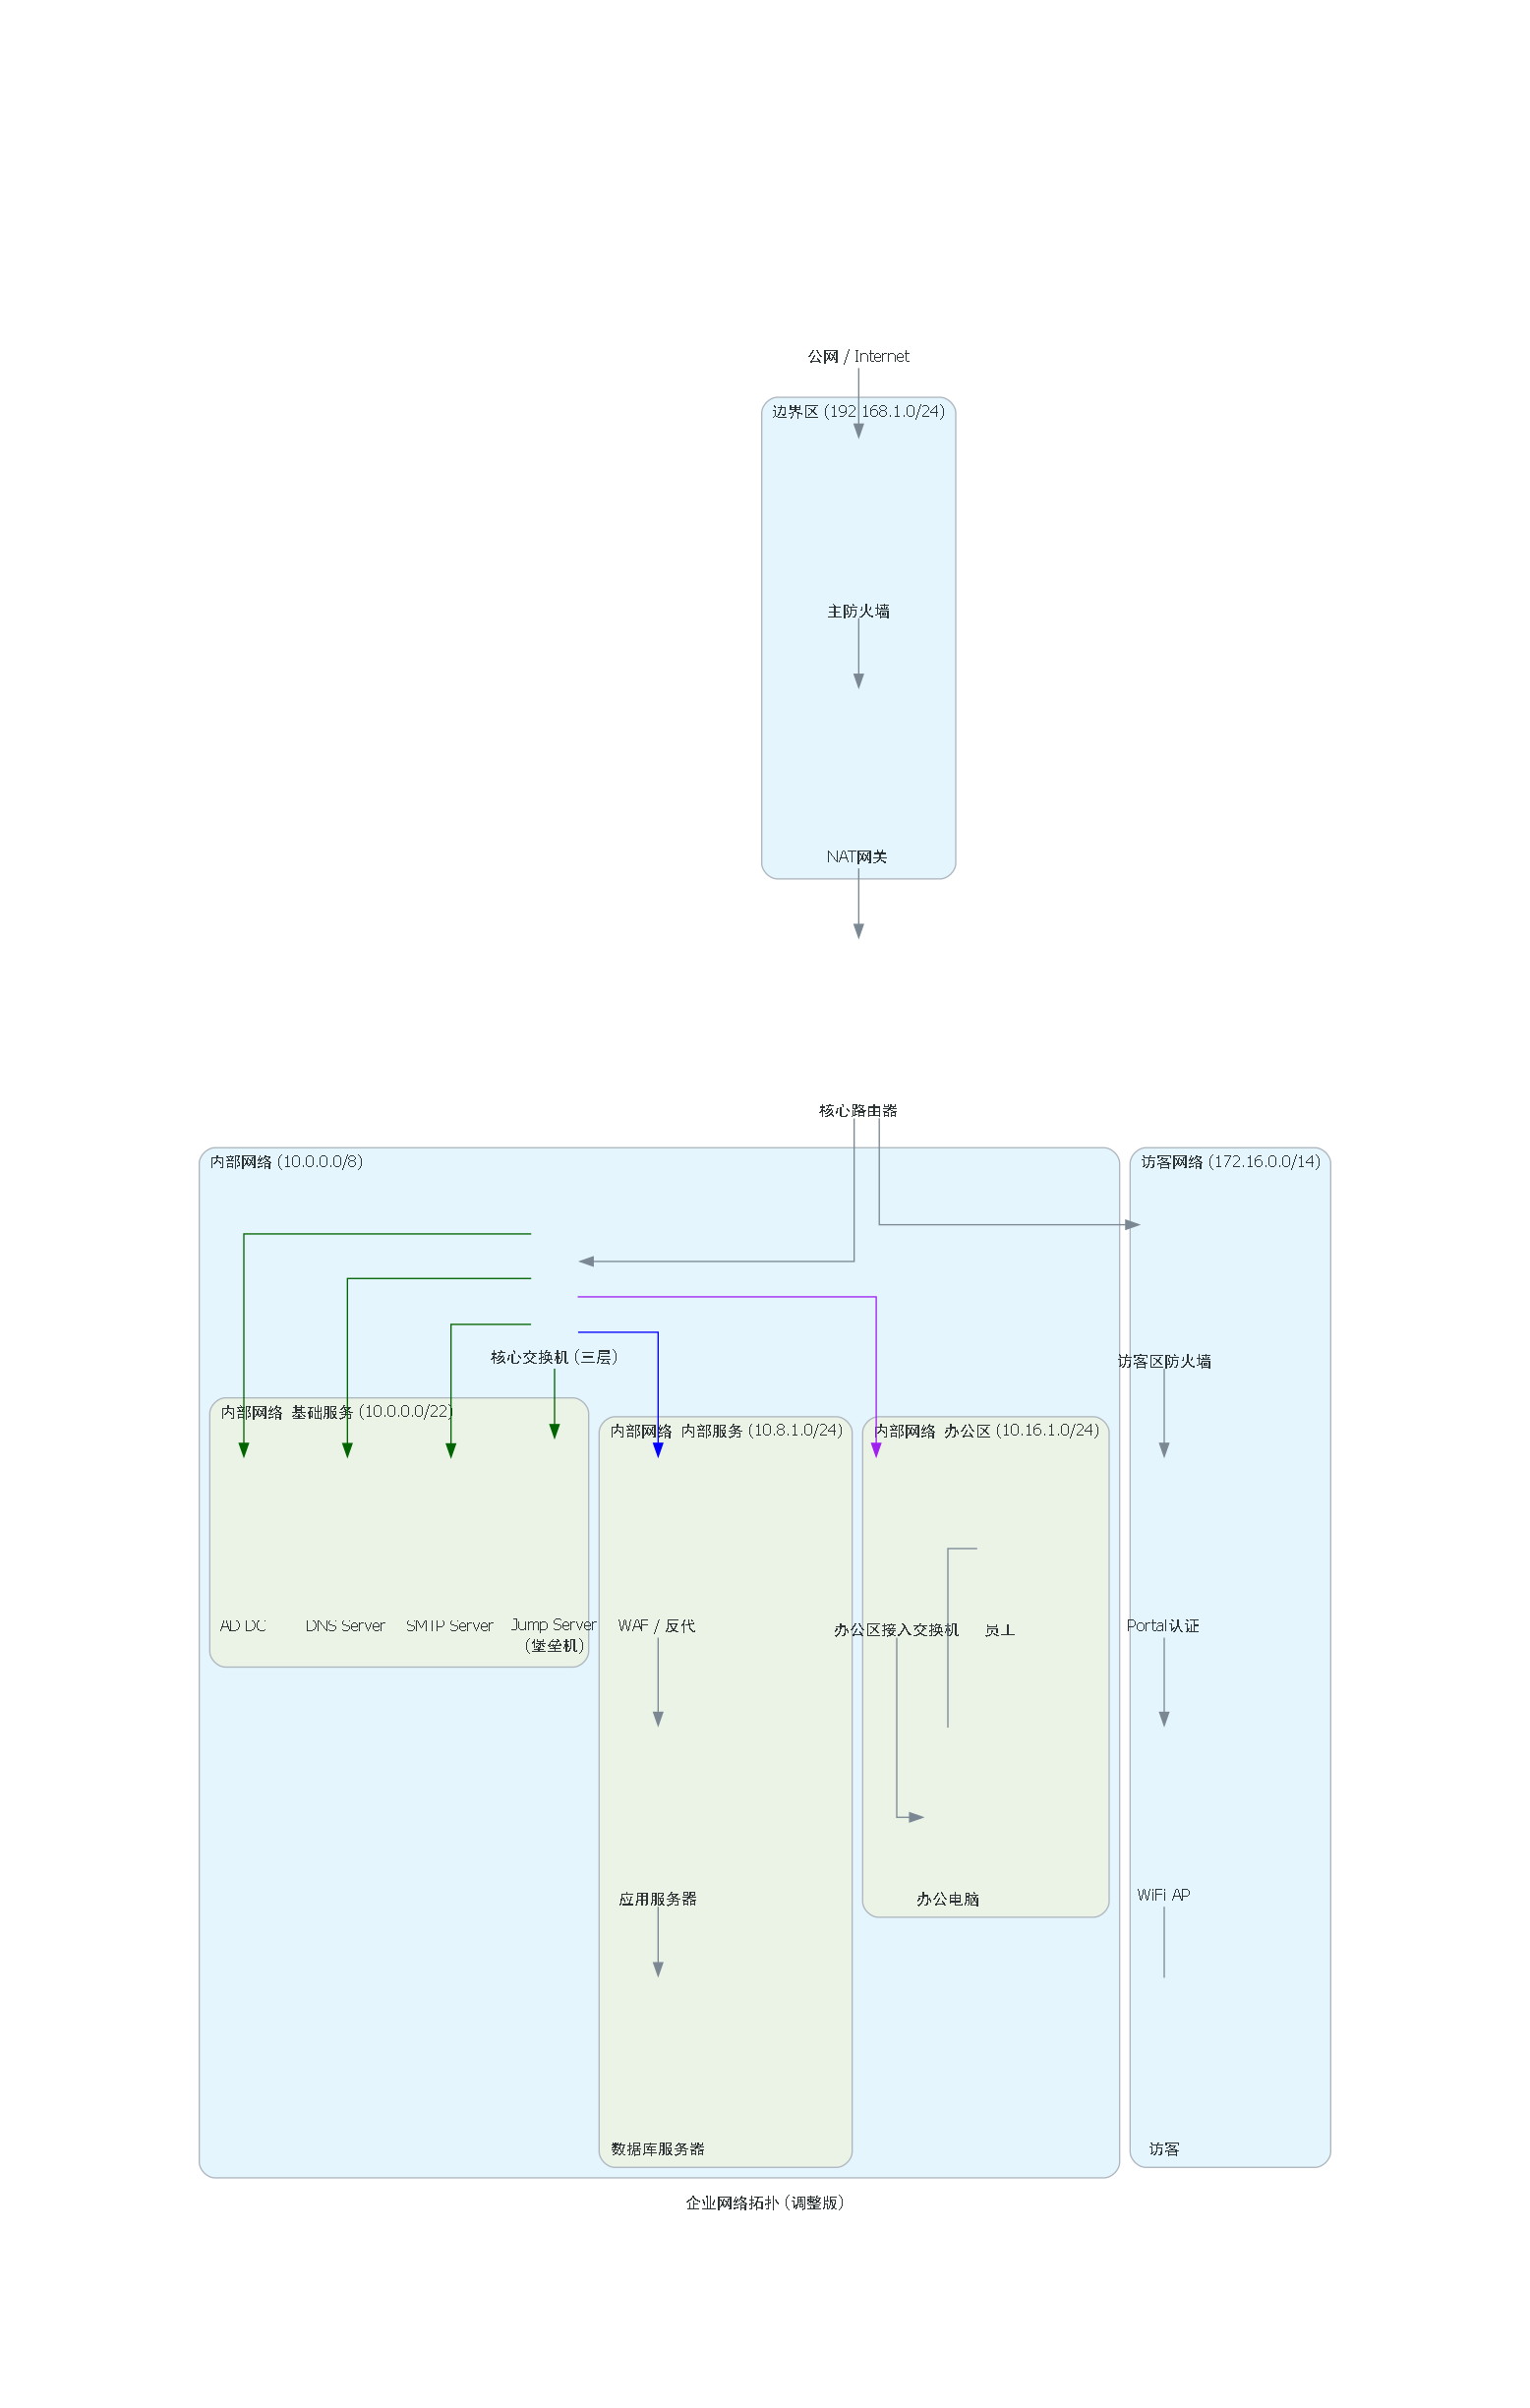 公网 / Internet
边界区 (192.168.1.0/24)
主防火墙
NAT网关
核心路由器
内部网络 (10.0.0.0/8)
访客网络 (172.16.0.0/14)
核心交换机 (三层)
访客区防火墙
内部网络 基础服务 (10.0.0.0/22)
内部网络 内部服务 (10.8.1.0/24)
内部网络 办公区 (10.16.1.0/24)
AD DC
DNS Server
SMTP Server
Jump Server
(堡垒机)
WAF / 反代
办公区接入交换机
员工
Portal认证
应用服务器
办公电脑
WiFi AP
数据库服务器
访客
企业网络拓扑 (调整版)